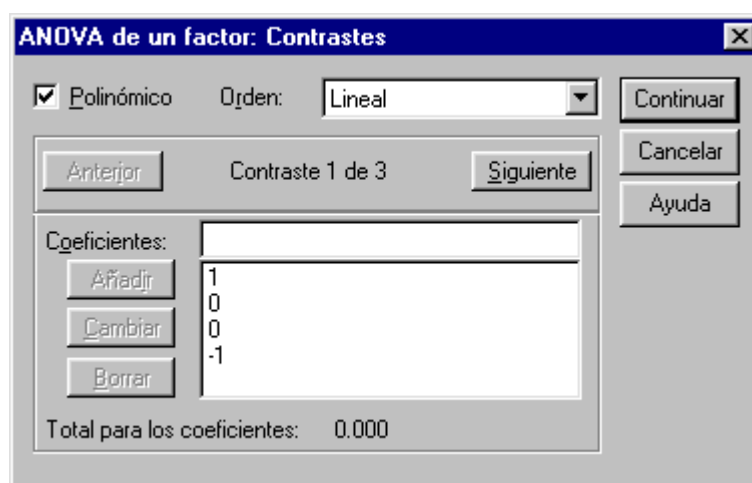 ANOVA de un factor: Contrastes
Polinómico Orden: Lineal
Continuar
Cancelar
Ayuda
Anterior Contraste 1 de 3 Siguiente
Coeficientes:
Añadir
Cambiar
Borrar
1
0
0
-1
Total para los coeficientes: 0.000